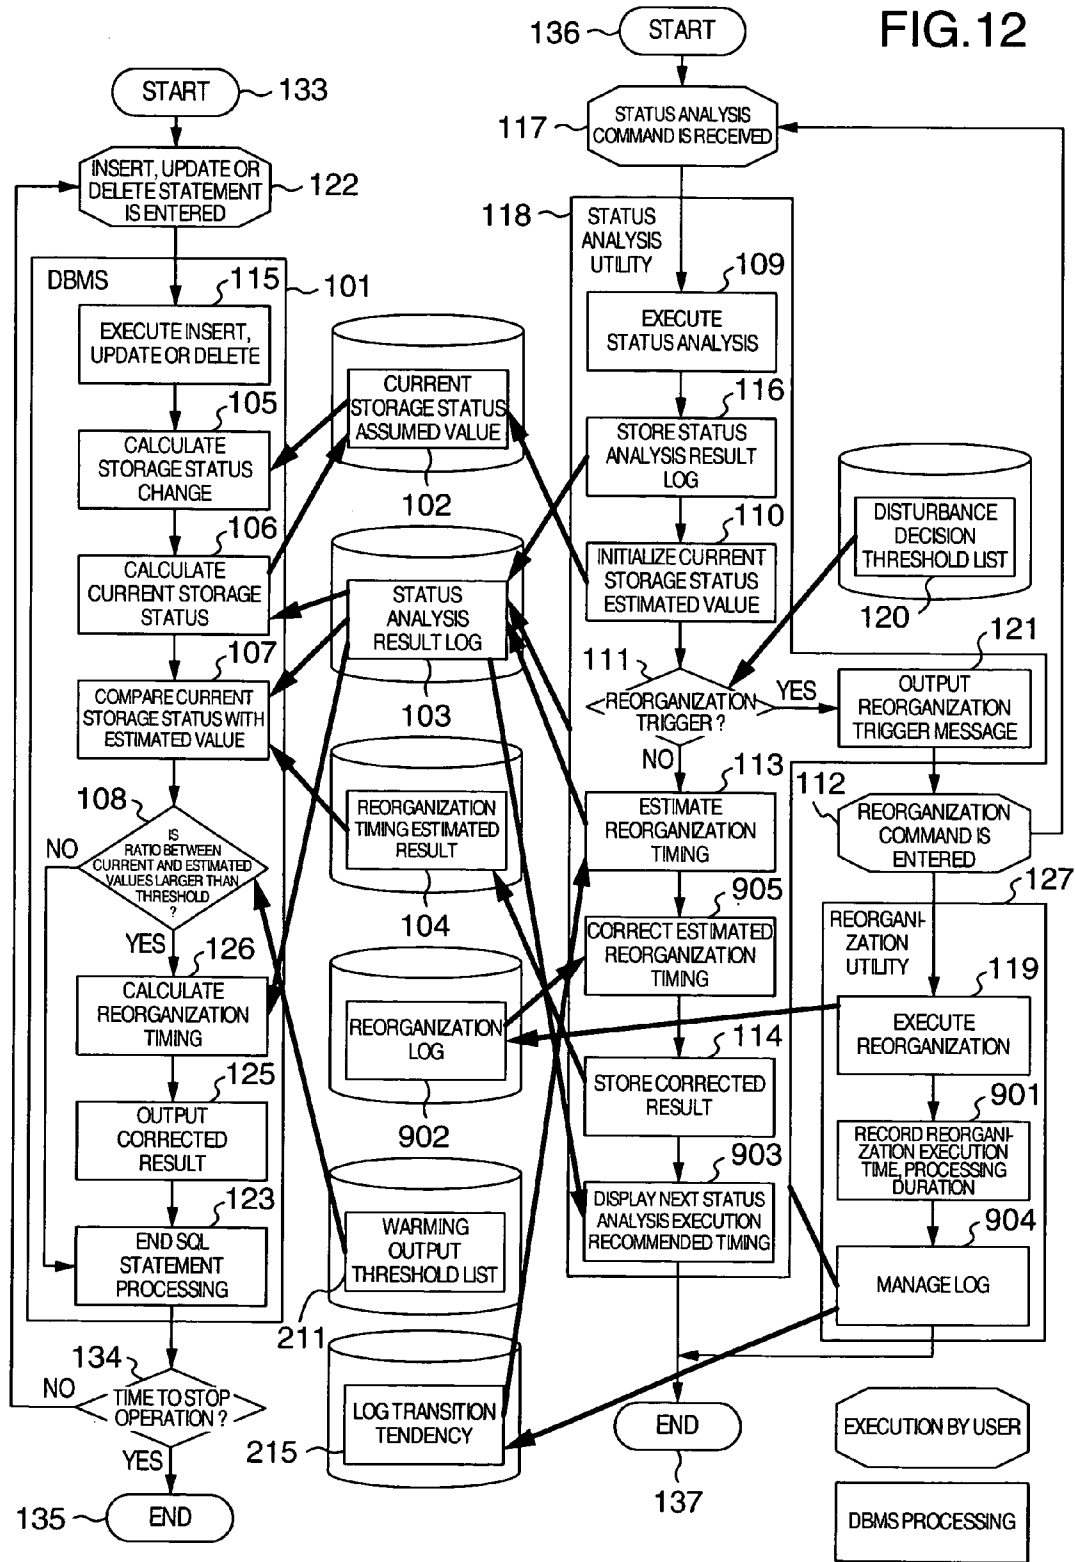 FIG.12
START
133
INSERT, UPDATE OR
DELETE STATEMENT
IS ENTERED
122
DBMS
101
115
EXECUTE INSERT,
UPDATE OR DELETE
105
CALCULATE
STORAGE STATUS
CHANGE
106
CALCULATE
CURRENT STORAGE
STATUS
107
COMPARE CURRENT
STORAGE STATUS WITH
ESTIMATED VALUE
108
IS
RATIO BETWEEN
CURRENT AND ESTIMATED
VALUES LARGER THAN
THRESHOLD
?
NO
YES
126
CALCULATE
REORGANIZATION
TIMING
125
OUTPUT
CORRECTED
RESULT
123
END SQL
STATEMENT
PROCESSING
134
TIME TO STOP
OPERATION ?
NO
YES
135
END
CURRENT
STORAGE STATUS
ASSUMED VALUE
102
STATUS
ANALYSIS
RESULT LOG
103
REORGANIZATION
TIMING ESTIMATED
RESULT
104
REORGANIZATION
LOG
902
WARMING
OUTPUT
THRESHOLD LIST
211
LOG TRANSITION
TENDENCY
215
136
START
117
STATUS ANALYSIS
COMMAND IS RECEIVED
118
STATUS
ANALYSIS
UTILITY
109
EXECUTE
STATUS ANALYSIS
116
STORE STATUS
ANALYSIS RESULT
LOG
110
INITIALIZE CURRENT
STORAGE STATUS
ESTIMATED VALUE
111
REORGANIZATION
TRIGGER ?
YES
NO
113
ESTIMATE
REORGANIZATION
TIMING
905
CORRECT ESTIMATED
REORGANIZATION
TIMING
114
STORE CORRECTED
RESULT
903
DISPLAY NEXT STATUS
ANALYSIS EXECUTION
RECOMMENDED TIMING
END
137
DISTURBANCE
DECISION
THRESHOLD LIST
120
121
OUTPUT
REORGANIZATION
TRIGGER MESSAGE
112
REORGANIZATION
COMMAND IS
ENTERED
127
REORGANI-
ZATION
UTILITY
119
EXECUTE
REORGANIZATION
901
RECORD REORGANI-
ZATION EXECUTION
TIME, PROCESSING
DURATION
904
MANAGE LOG
EXECUTION BY USER
DBMS PROCESSING